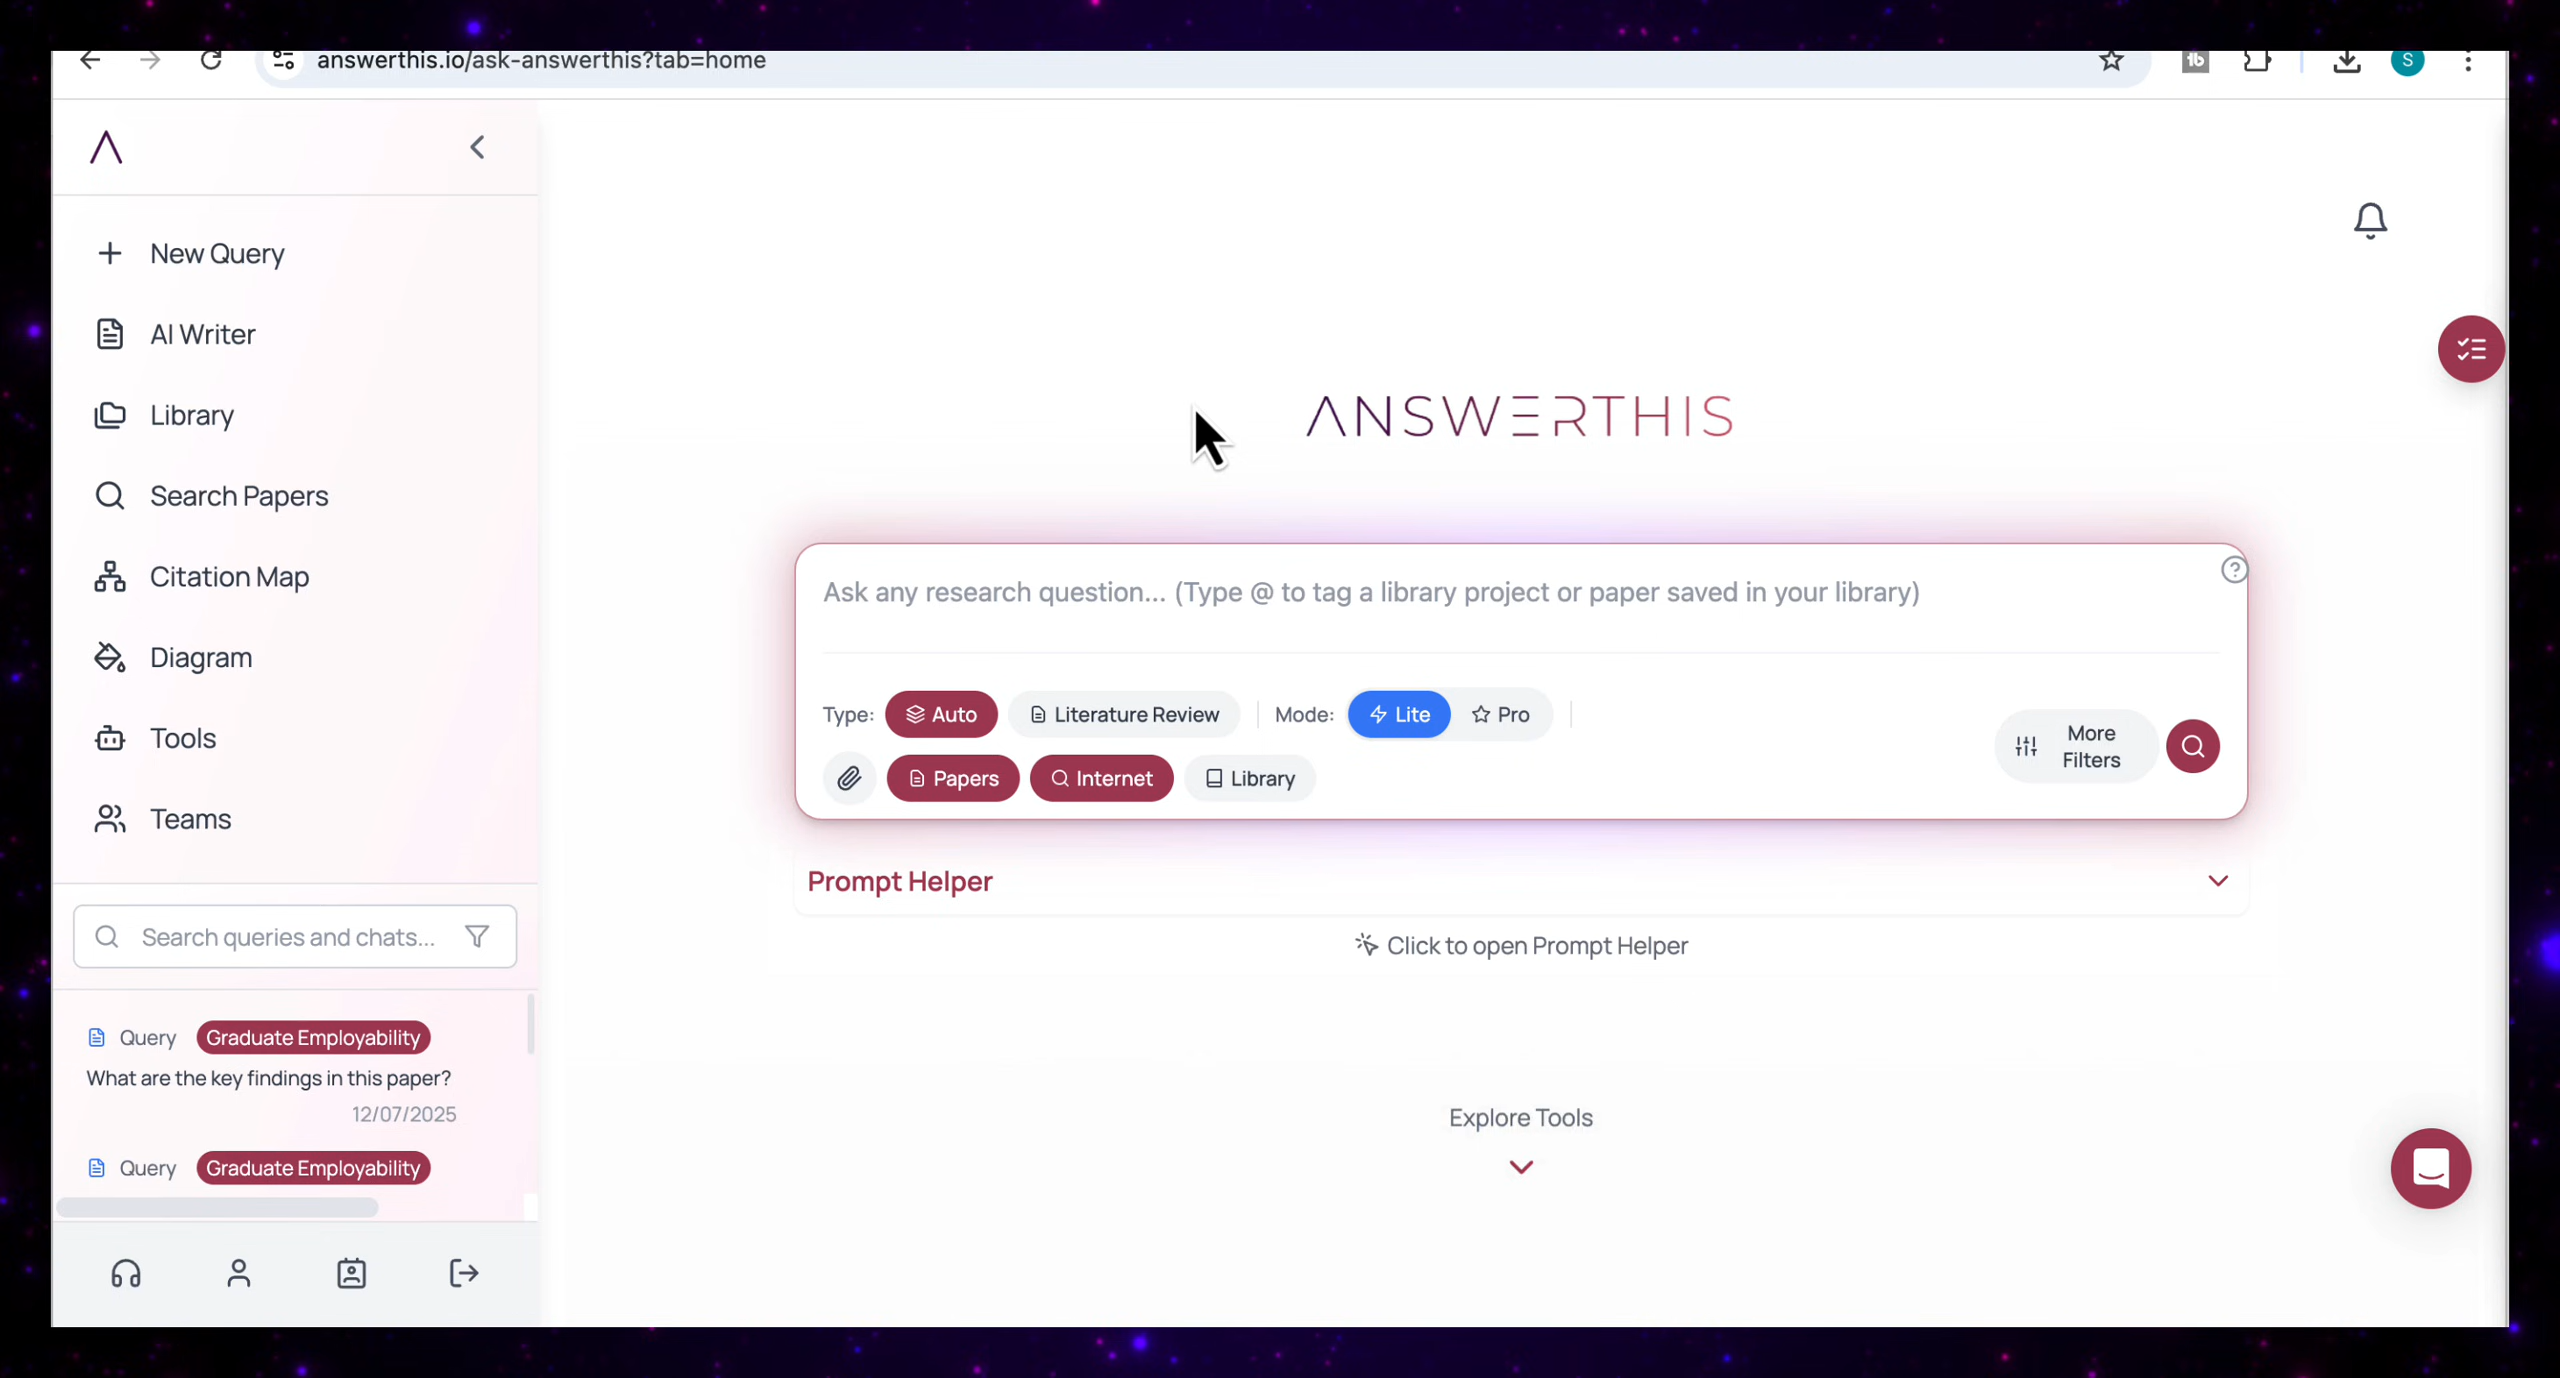 answerthis.io/ask-answerthis?tab=home
S
New Query
AI Writer
Library
Search Papers
Citation Map
Diagram
Tools
Teams
Search queries and chats...
Query Graduate Employability
What are the key findings in this paper?
12/07/2025
Query Graduate Employability
ANSWERTHIS
Ask any research question... (Type @ to tag a library project or paper saved in your library)
Type: Auto Literature Review Mode: Lite Pro
Papers Internet Library
More
Filters
Prompt Helper
Click to open Prompt Helper
Explore Tools